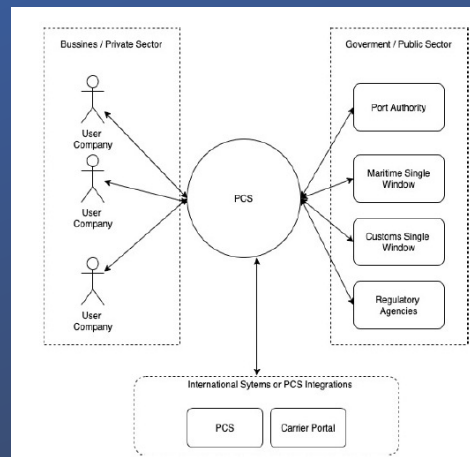 Bussines / Private Sector
User
Company
User
Company
User
Company
PCS
Goverment / Public Sector
Port Authority
Maritime Single
Window
Customs Single
Window
Regulatory
Agencies
International Sytems or PCS Integrations
PCS
Carrier Portal